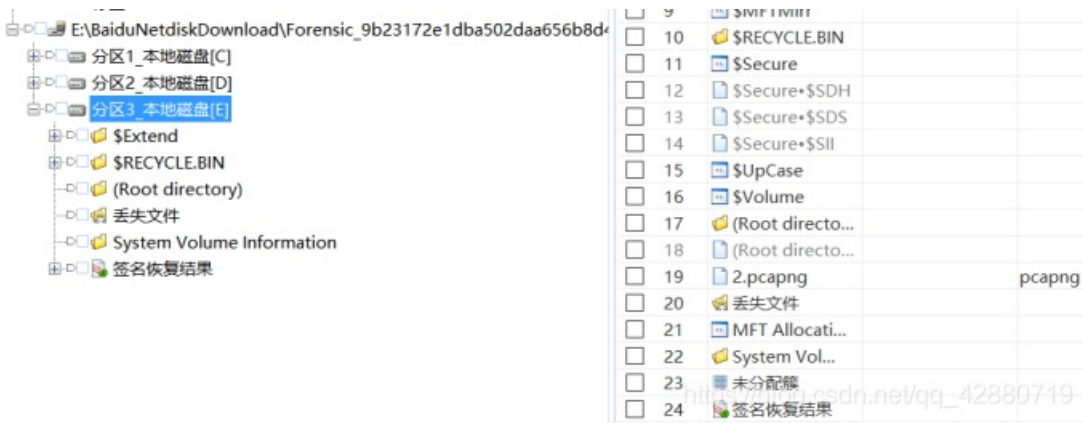 E:\BaiduNetdiskDownload\Forensic_9b23172e1dba502daa656b8d4
分区1_本地磁盘[C]
分区2_本地磁盘[D]
分区3_本地磁盘[E]
$Extend
$RECYCLE.BIN
(Root directory)
丢失文件
System Volume Information
签名恢复结果
9 $MFTMirr
10 $RECYCLE.BIN
11 $Secure
12 $Secure•$SDH
13 $Secure•$SDS
14 $Secure•$SII
15 $UpCase
16 $Volume
17 (Root directo...
18 (Root directo...
19 2.pcapng pcapng
20 丢失文件
21 MFT Allocati...
22 System Vol...
23 未分配簇
24 签名恢复结果
https://blog.csdn.net/qq_42880719